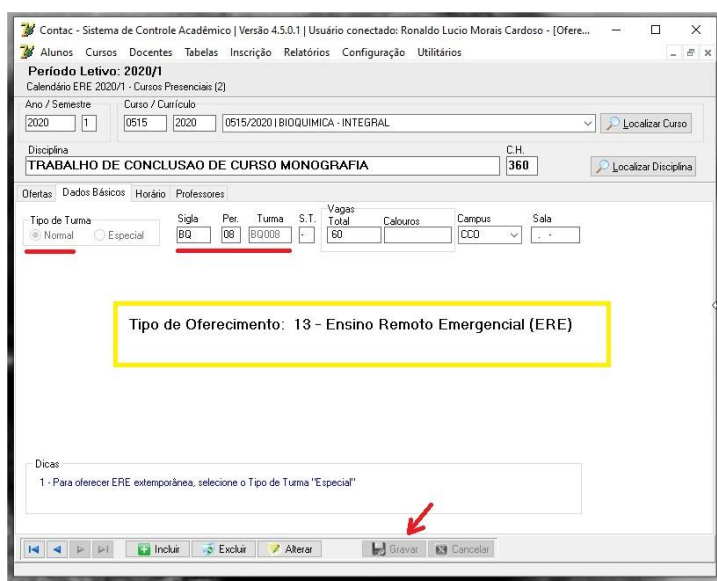 Contac - Sistema de Controle Acadêmico | Versão 4.5.0.1 | Usuário conectado: Ronaldo Lucio Morais Cardoso - [Ofere...
Alunos Cursos Docentes Tabelas Inscrição Relatórios Configuração Utilitários
Período Letivo: 2020/1
Calendário ERE 2020/1 - Cursos Presenciais (2)
Ano / Semestre Curso / Currículo
2020 1 0515 2020 0515/2020 | BIOQUIMICA - INTEGRAL Localizar Curso
Disciplina C.H.
TRABALHO DE CONCLUSAO DE CURSO MONOGRAFIA 360 Localizar Disciplina
Ofertas Dados Básicos Horário Professores
Tipo de Turma Sigla Per. Turma S.T. Vagas Total Calouros Campus Sala
Normal Especial BQ 08 BQ008 - 60 CCO . -
Tipo de Oferecimento: 13 - Ensino Remoto Emergencial (ERE)
Dicas
1 - Para oferecer ERE extemporânea, selecione o Tipo de Turma "Especial"
Incluir Excluir Alterar Gravar Cancelar